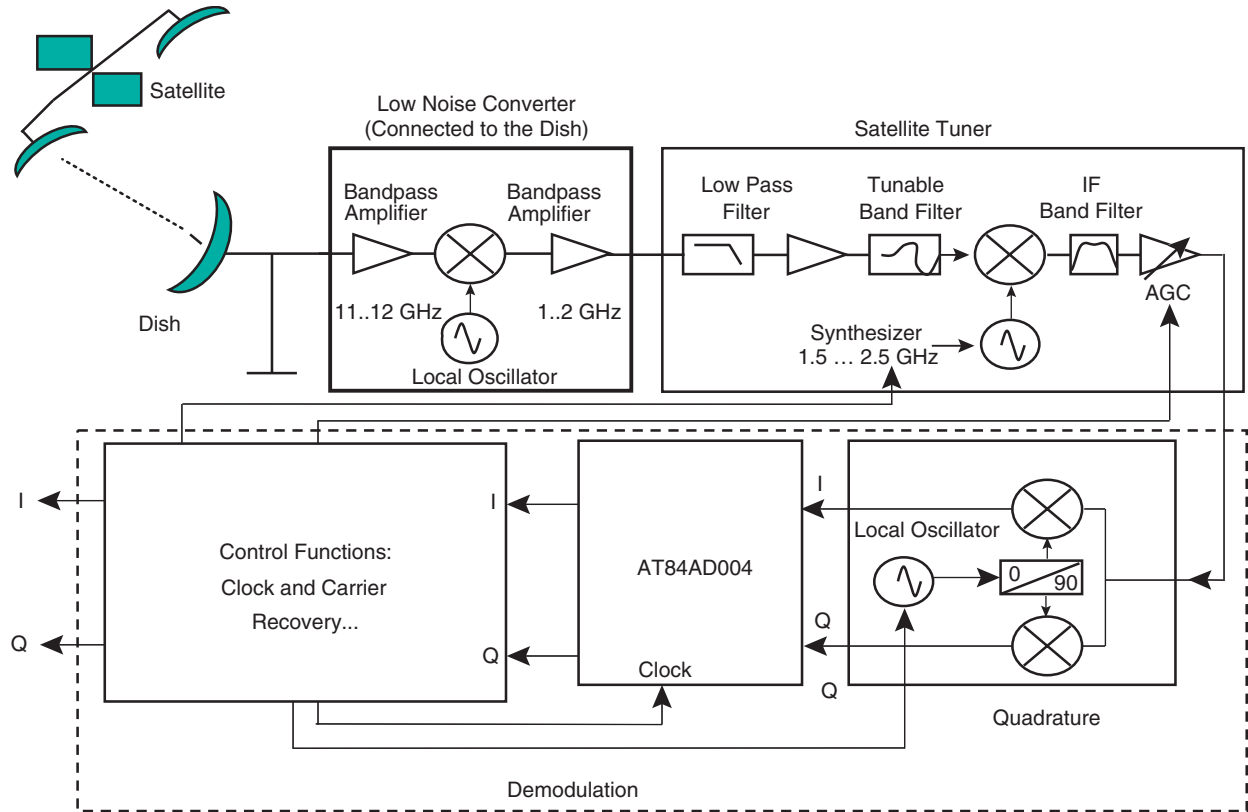 Satellite
Low Noise Converter
(Connected to the Dish)
Satellite Tuner
Bandpass
Amplifier
Bandpass
Amplifier
Low Pass
Filter
Tunable
Band Filter
IF
Band Filter
11..12 GHz
1..2 GHz
AGC
Dish
Synthesizer
1.5 ... 2.5 GHz
Local Oscillator
I
I
I
Local Oscillator
Control Functions:
Clock and Carrier
Recovery...
AT84AD004
0
90
Q
Q
Q
Clock
Q
Quadrature
Demodulation